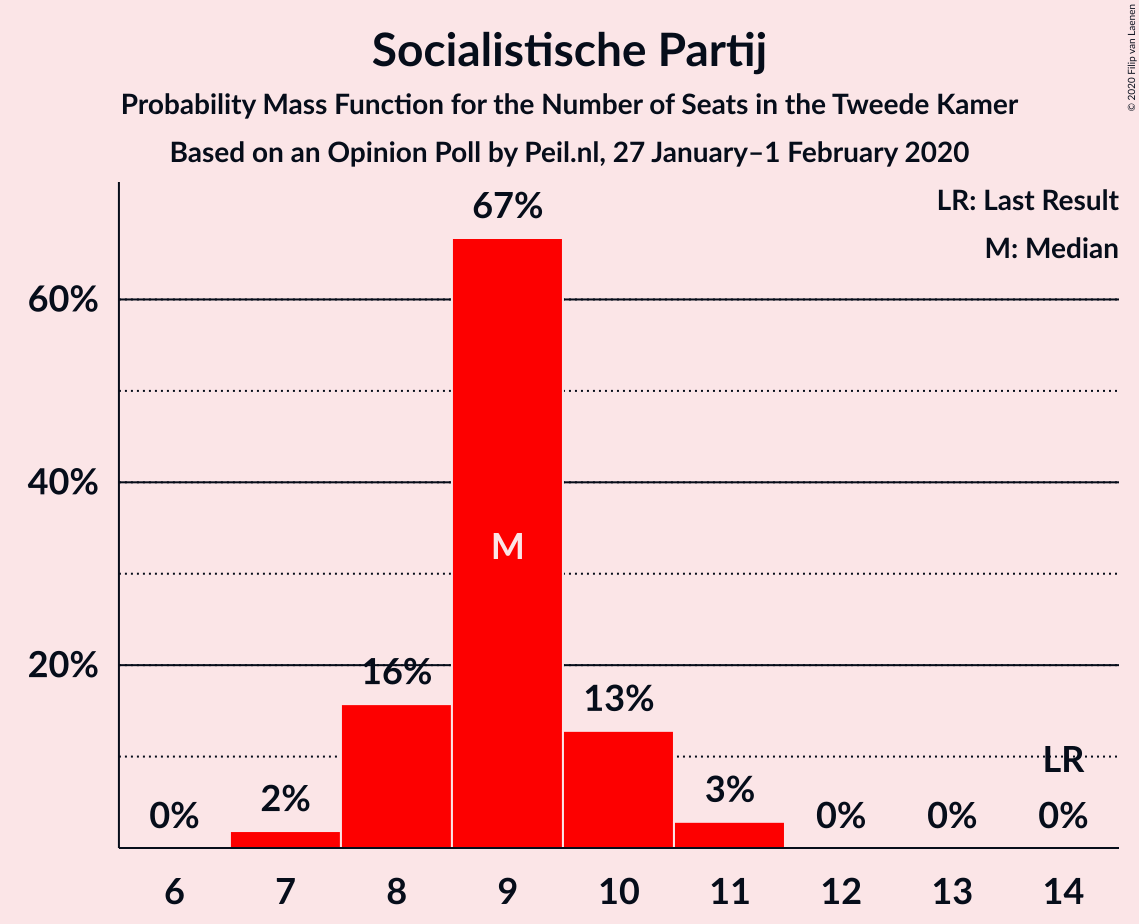 Socialistische Partij
Probability Mass Function for the Number of Seats in the Tweede Kamer
Based on an Opinion Poll by Peil.nl, 27 January–1 February 2020
© 2020 Filip van Laenen
LR: Last Result
M: Median
67%
60%
40%
M
20%
16%
13%
LR
0%
2%
3%
0%
0%
0%
6
7
8
9
10
11
12
13
14